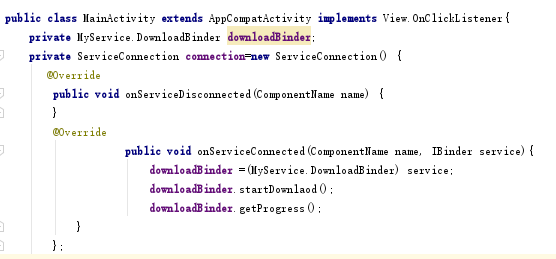 public class MainActivity extends AppCompatActivity implements View.OnClickListener{
private MyService.DownloadBinder downloadBinder;
private ServiceConnection connection=new ServiceConnection() {
@Override
public void onServiceDisconnected(ComponentName name) {
}
@Override
public void onServiceConnected(ComponentName name, IBinder service){
downloadBinder =(MyService.DownloadBinder) service;
downloadBinder.startDownlaod();
downloadBinder.getProgress();
}
};